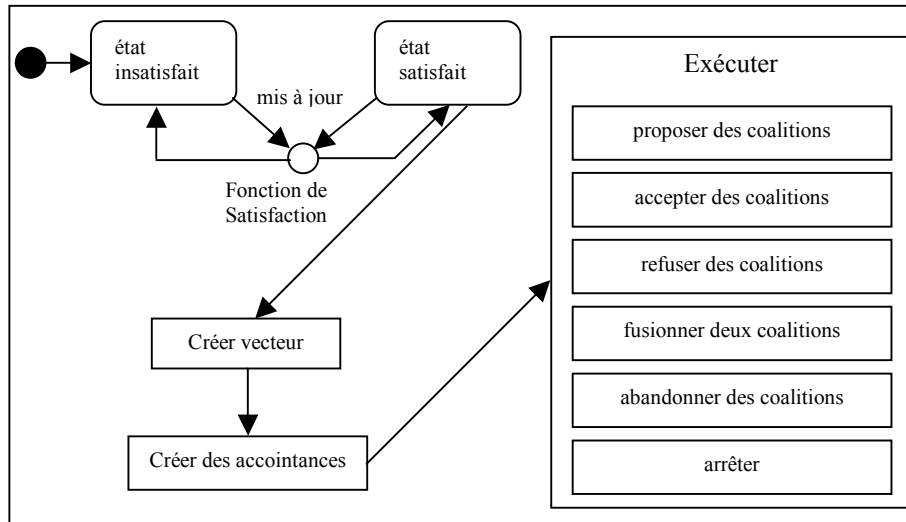 état
insatisfait
état
satisfait
mis à jour
Fonction de
Satisfaction
Créer vecteur
Créer des accointances
Exécuter
proposer des coalitions
accepter des coalitions
refuser des coalitions
fusionner deux coalitions
abandonner des coalitions
arrêter